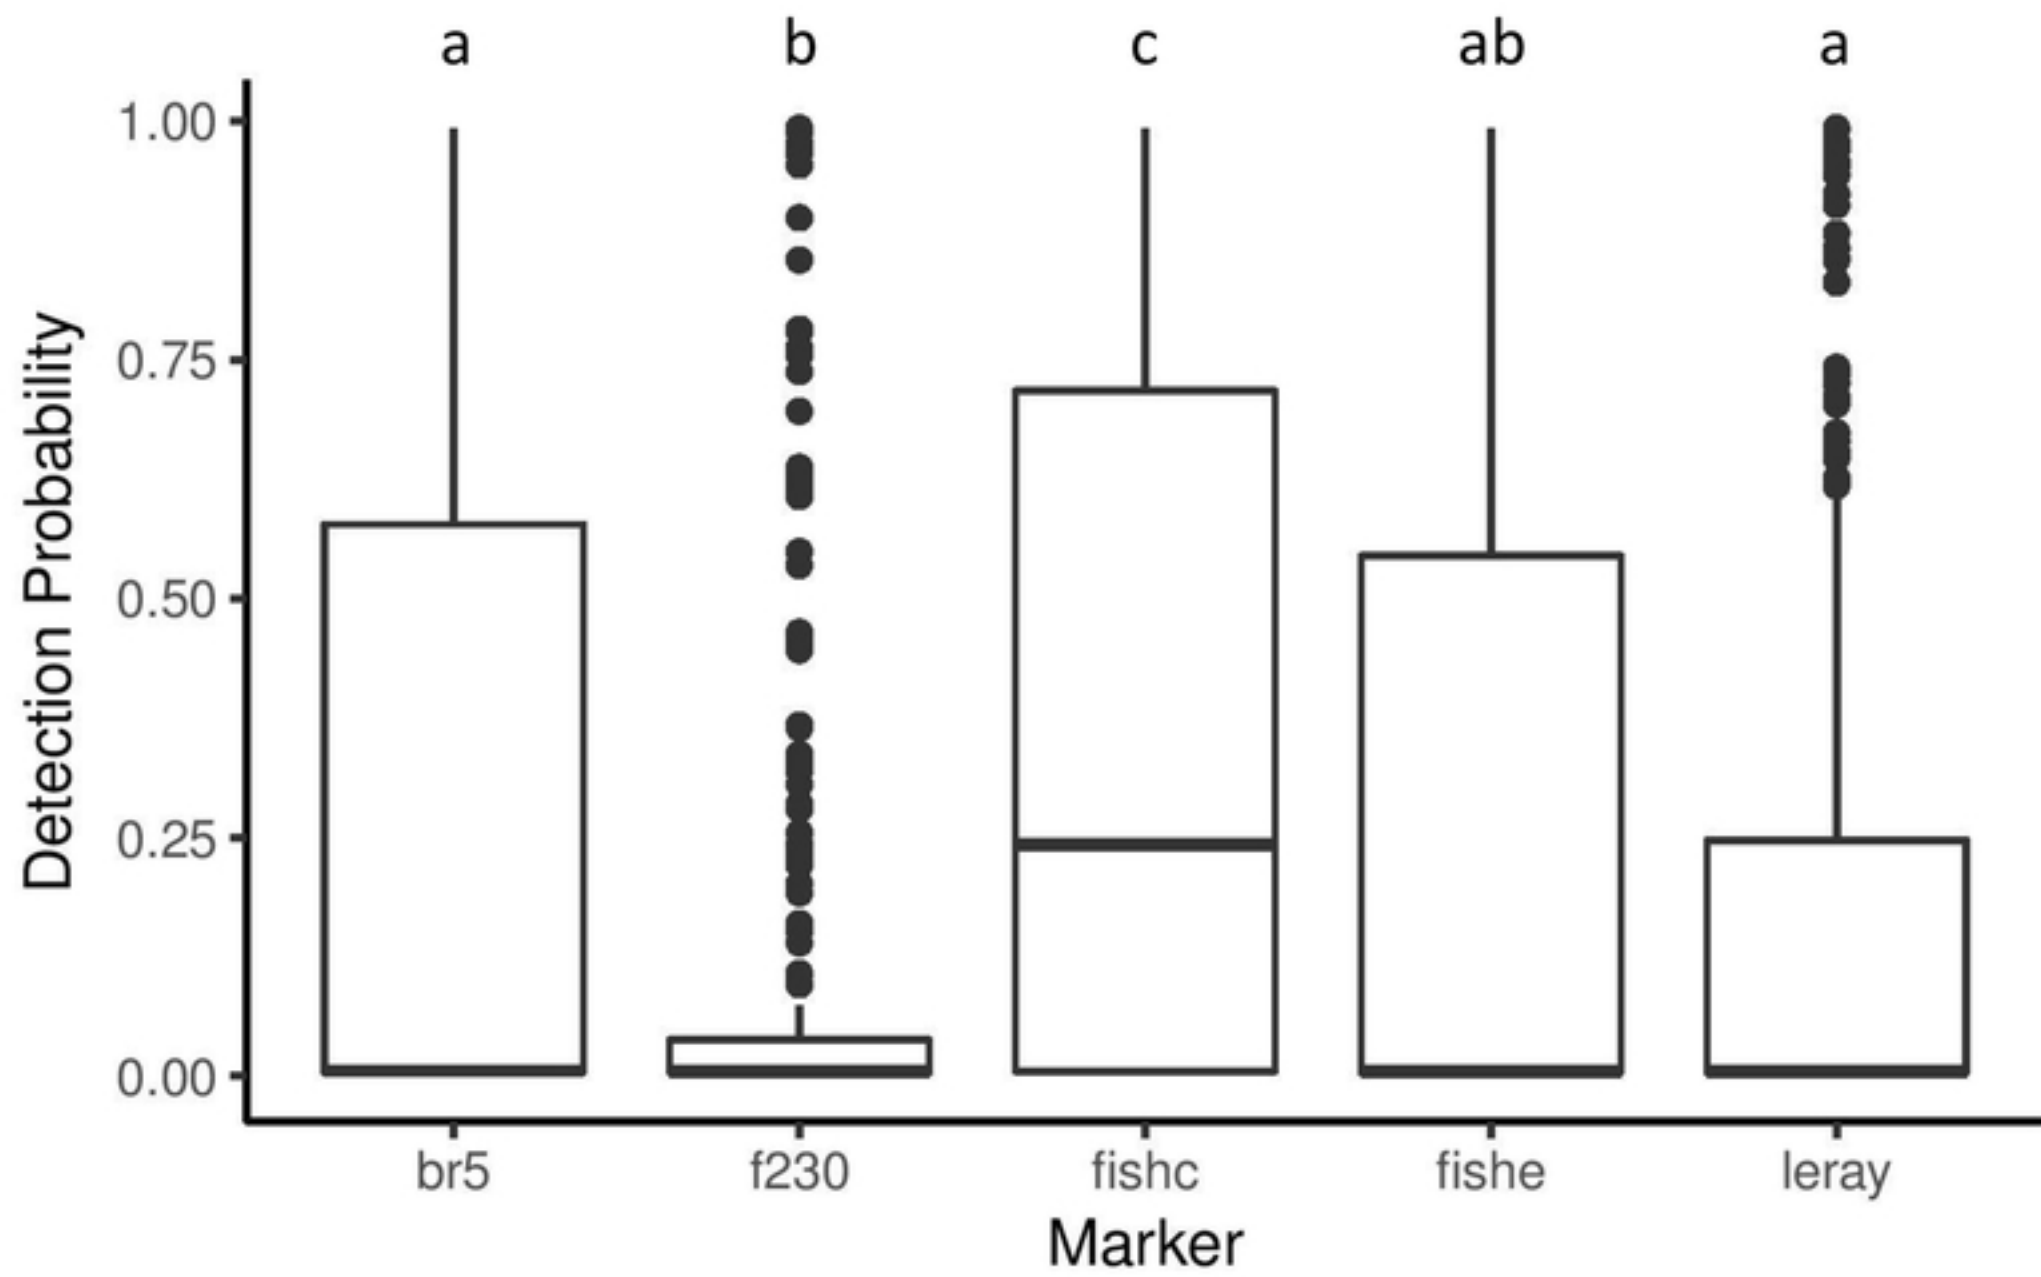 a b c ab a
1.00
0.75
0.50
0.25
0.00
Detection Probability
br5 f230 fishc fishe leray
Marker